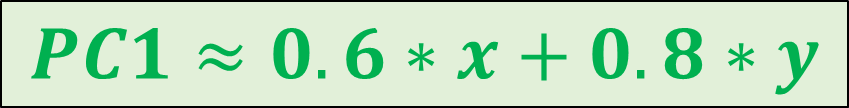 PC1 ≈ 0.6 * x + 0.8 * y